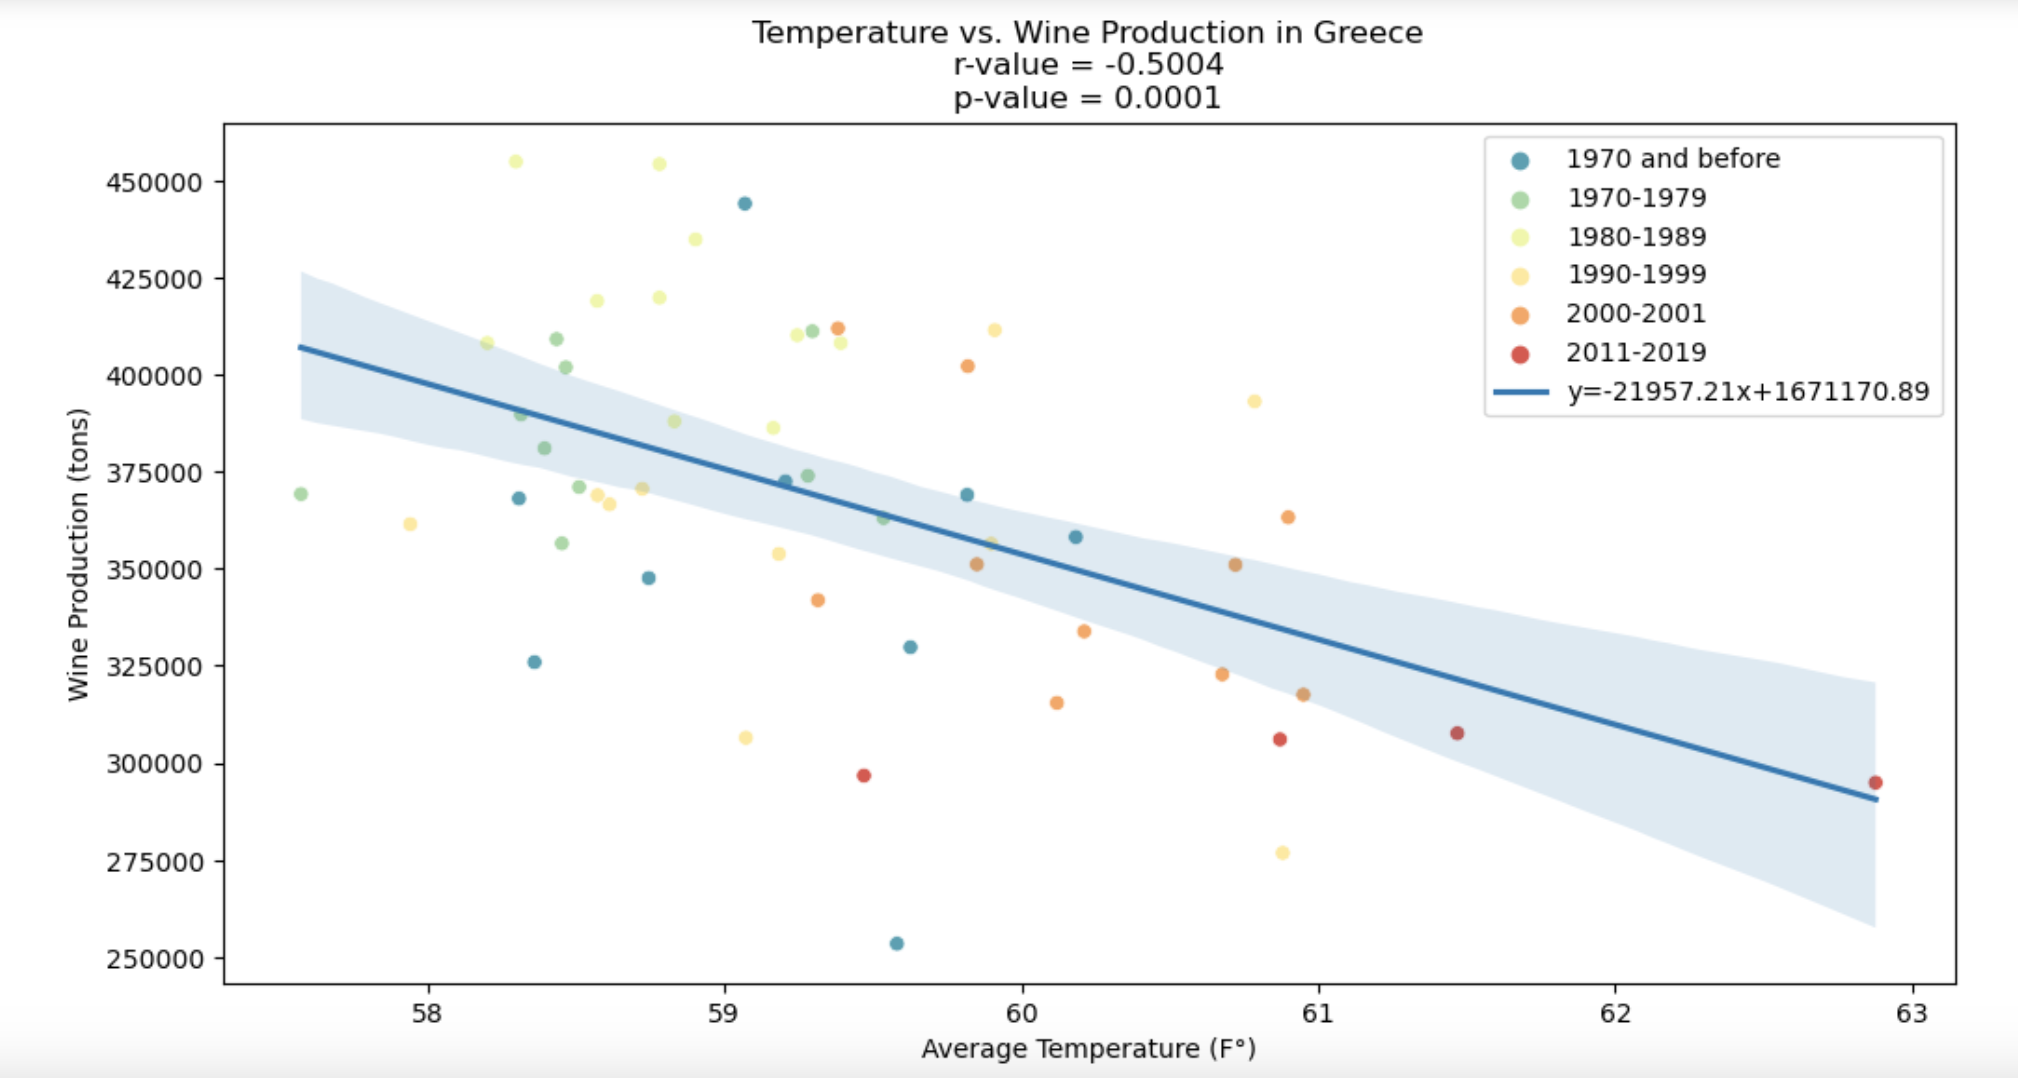 Temperature vs. Wine Production in Greece
r-value = -0.5004
p-value = 0.0001
1970 and before
1970-1979
1980-1989
1990-1999
2000-2001
2011-2019
y=-21957.21x+1671170.89
Wine Production (tons)
450000
425000
400000
375000
350000
325000
300000
275000
250000
58 59 60 61 62 63
Average Temperature (F°)